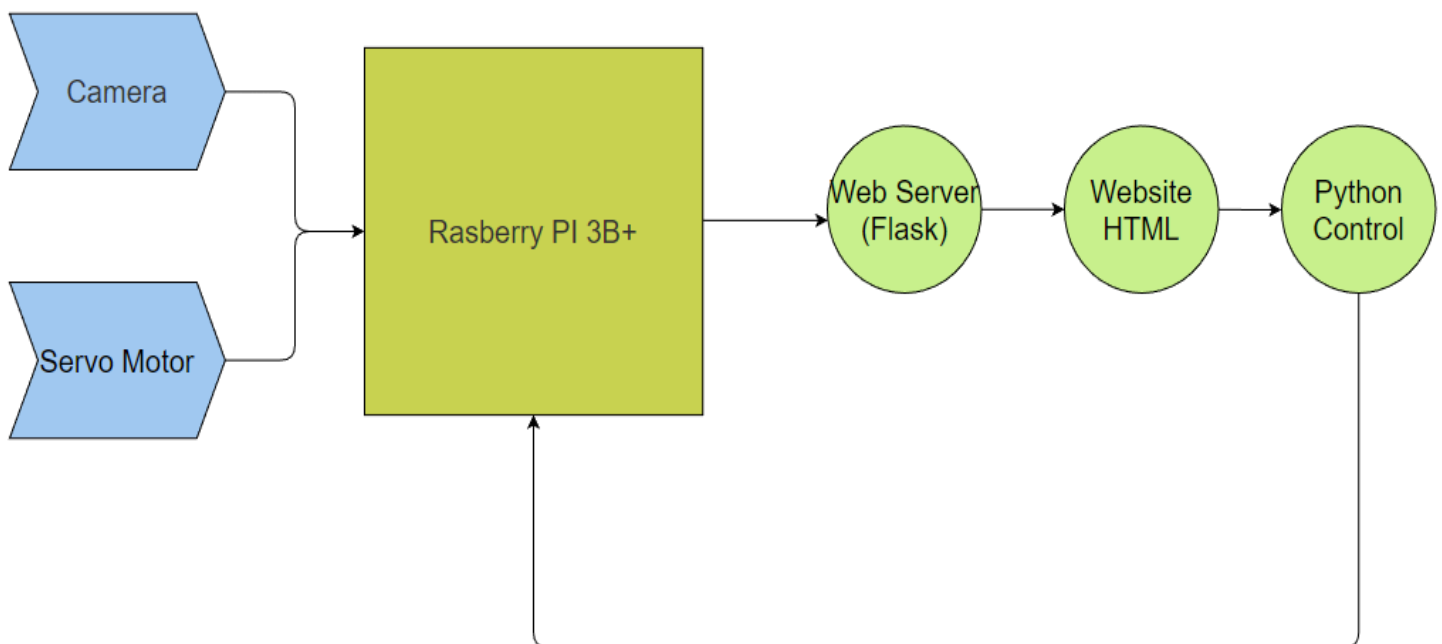 Camera
Servo Motor
Rasberry PI 3B+
Web Server
(Flask)
Website
HTML
Python
Control